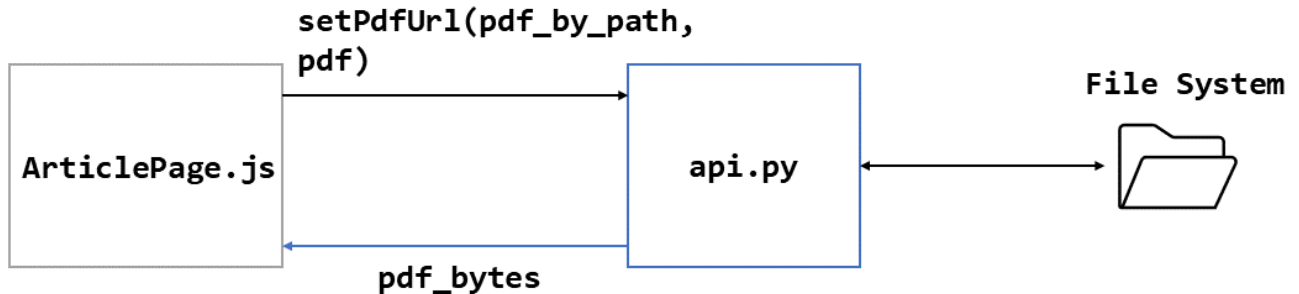 setPdfUrl(pdf_by_path,
pdf)
File System
ArticlePage.js
api.py
pdf_bytes